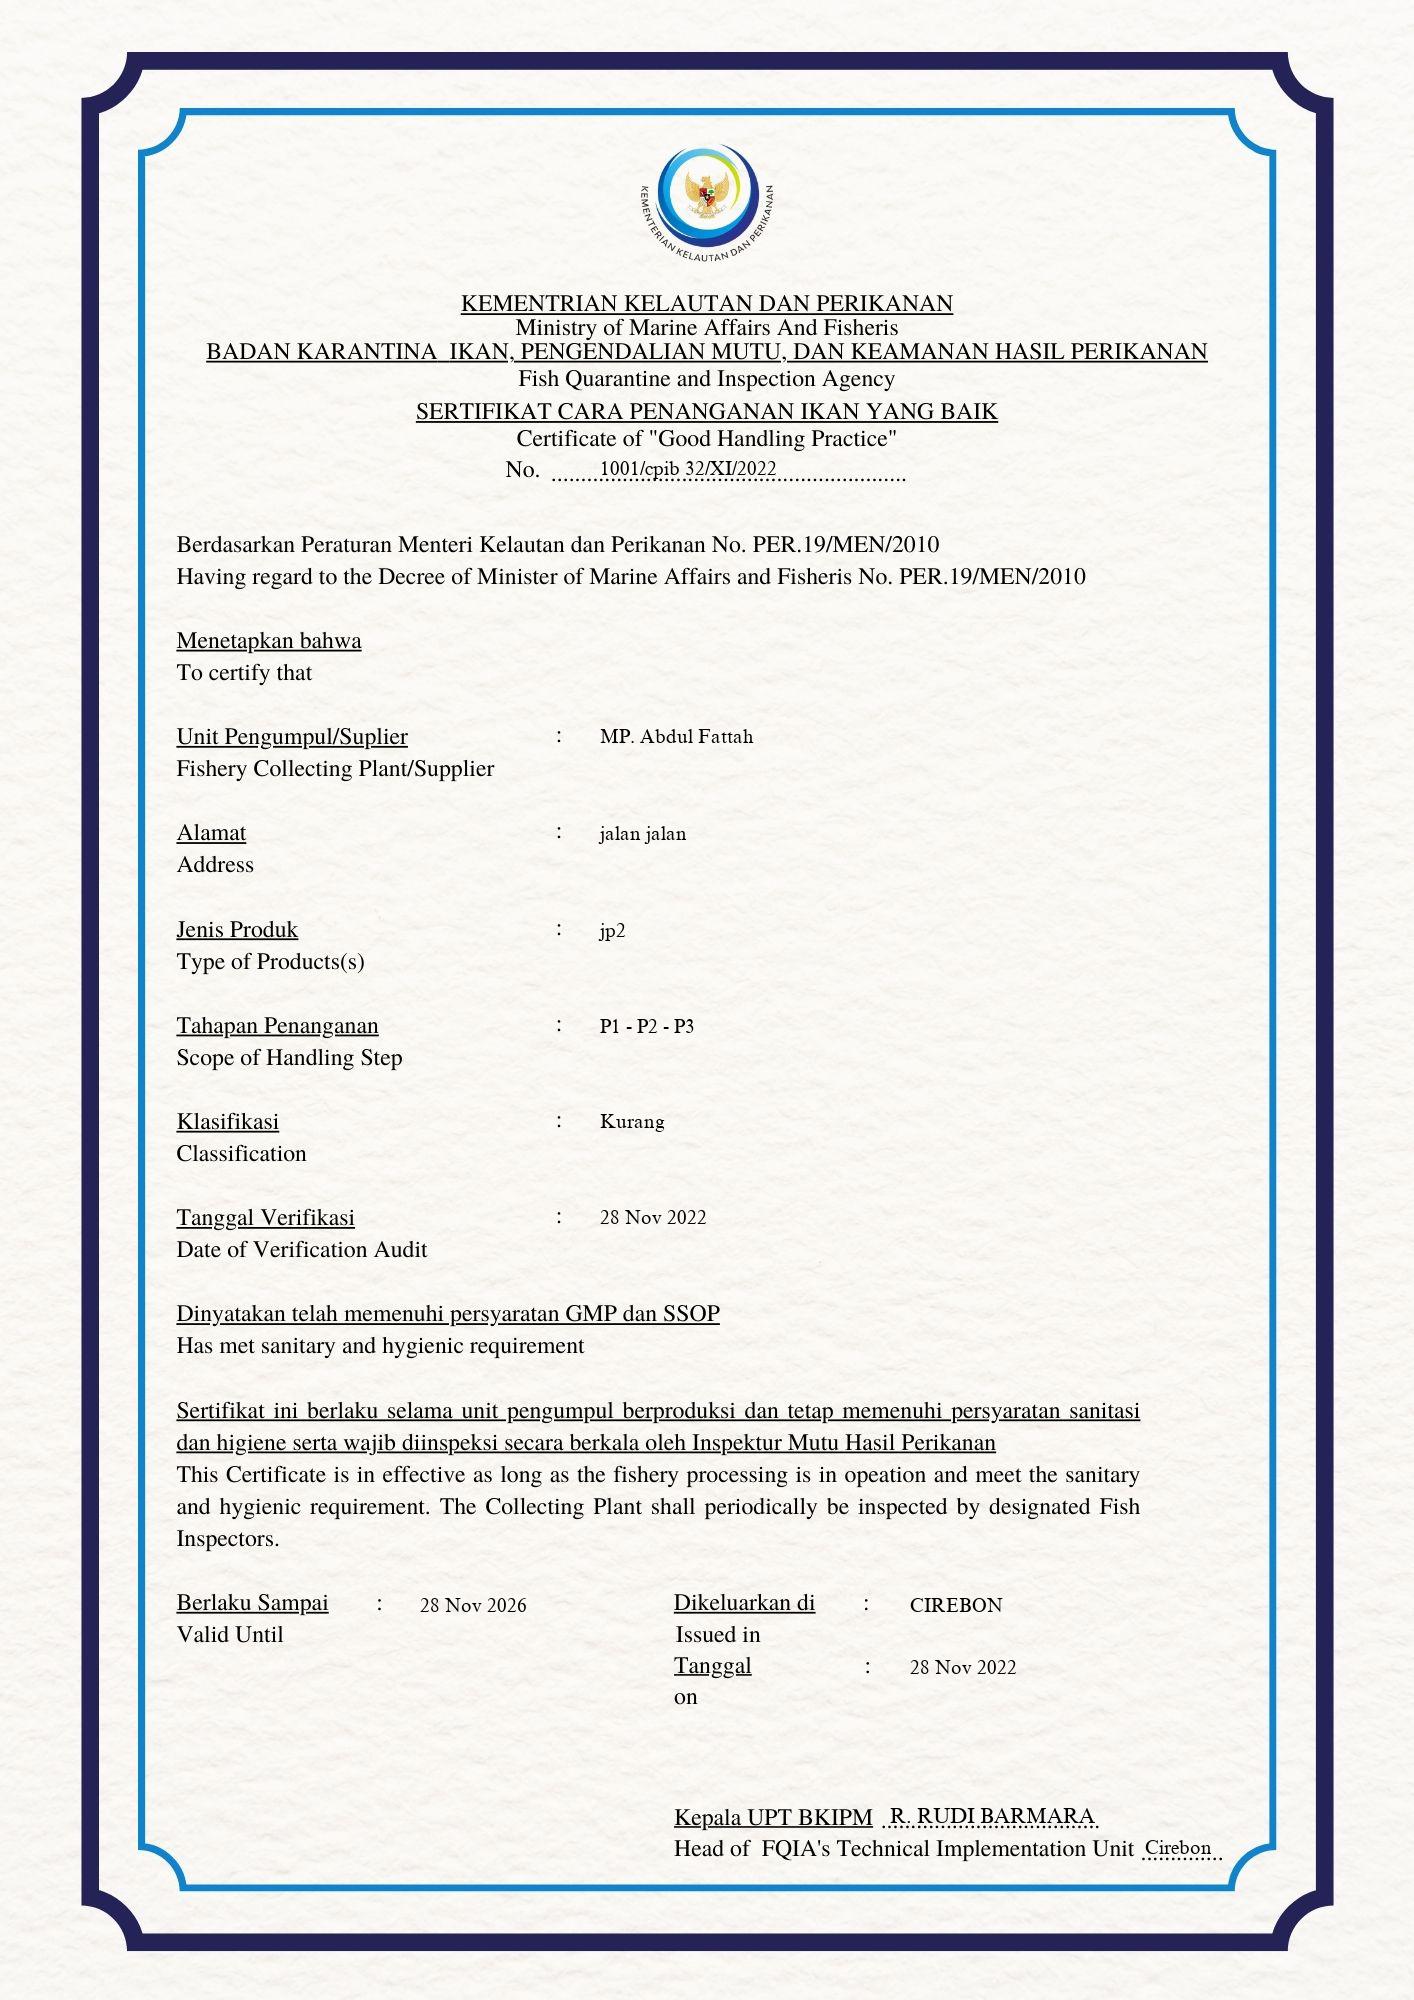 KEMENTERIAN KELAUTAN DAN PERIKANAN
KEMENTRIAN KELAUTAN DAN PERIKANAN
Ministry of Marine Affairs And Fisheris
BADAN KARANTINA IKAN, PENGENDALIAN MUTU, DAN KEAMANAN HASIL PERIKANAN
Fish Quarantine and Inspection Agency
SERTIFIKAT CARA PENANGANAN IKAN YANG BAIK
Certificate of "Good Handling Practice"
No. 1001/cpib 32/XI/2022
Berdasarkan Peraturan Menteri Kelautan dan Perikanan No. PER.19/MEN/2010
Having regard to the Decree of Minister of Marine Affairs and Fisheris No. PER.19/MEN/2010
Menetapkan bahwa
To certify that
Unit Pengumpul/Suplier : MP. Abdul Fattah
Fishery Collecting Plant/Supplier
Alamat : jalan jalan
Address
Jenis Produk : jp2
Type of Products(s)
Tahapan Penanganan : P1 - P2 - P3
Scope of Handling Step
Klasifikasi : Kurang
Classification
Tanggal Verifikasi : 28 Nov 2022
Date of Verification Audit
Dinyatakan telah memenuhi persyaratan GMP dan SSOP
Has met sanitary and hygienic requirement
Sertifikat ini berlaku selama unit pengumpul berproduksi dan tetap memenuhi persyaratan sanitasi
dan higiene serta wajib diinspeksi secara berkala oleh Inspektur Mutu Hasil Perikanan
This Certificate is in effective as long as the fishery processing is in opeation and meet the sanitary
and hygienic requirement. The Collecting Plant shall periodically be inspected by designated Fish
Inspectors.
Berlaku Sampai : 28 Nov 2026
Valid Until
Dikeluarkan di : CIREBON
Issued in
Tanggal : 28 Nov 2022
on
Kepala UPT BKIPM R. RUDI BARMARA
Head of FQIA's Technical Implementation Unit Cirebon